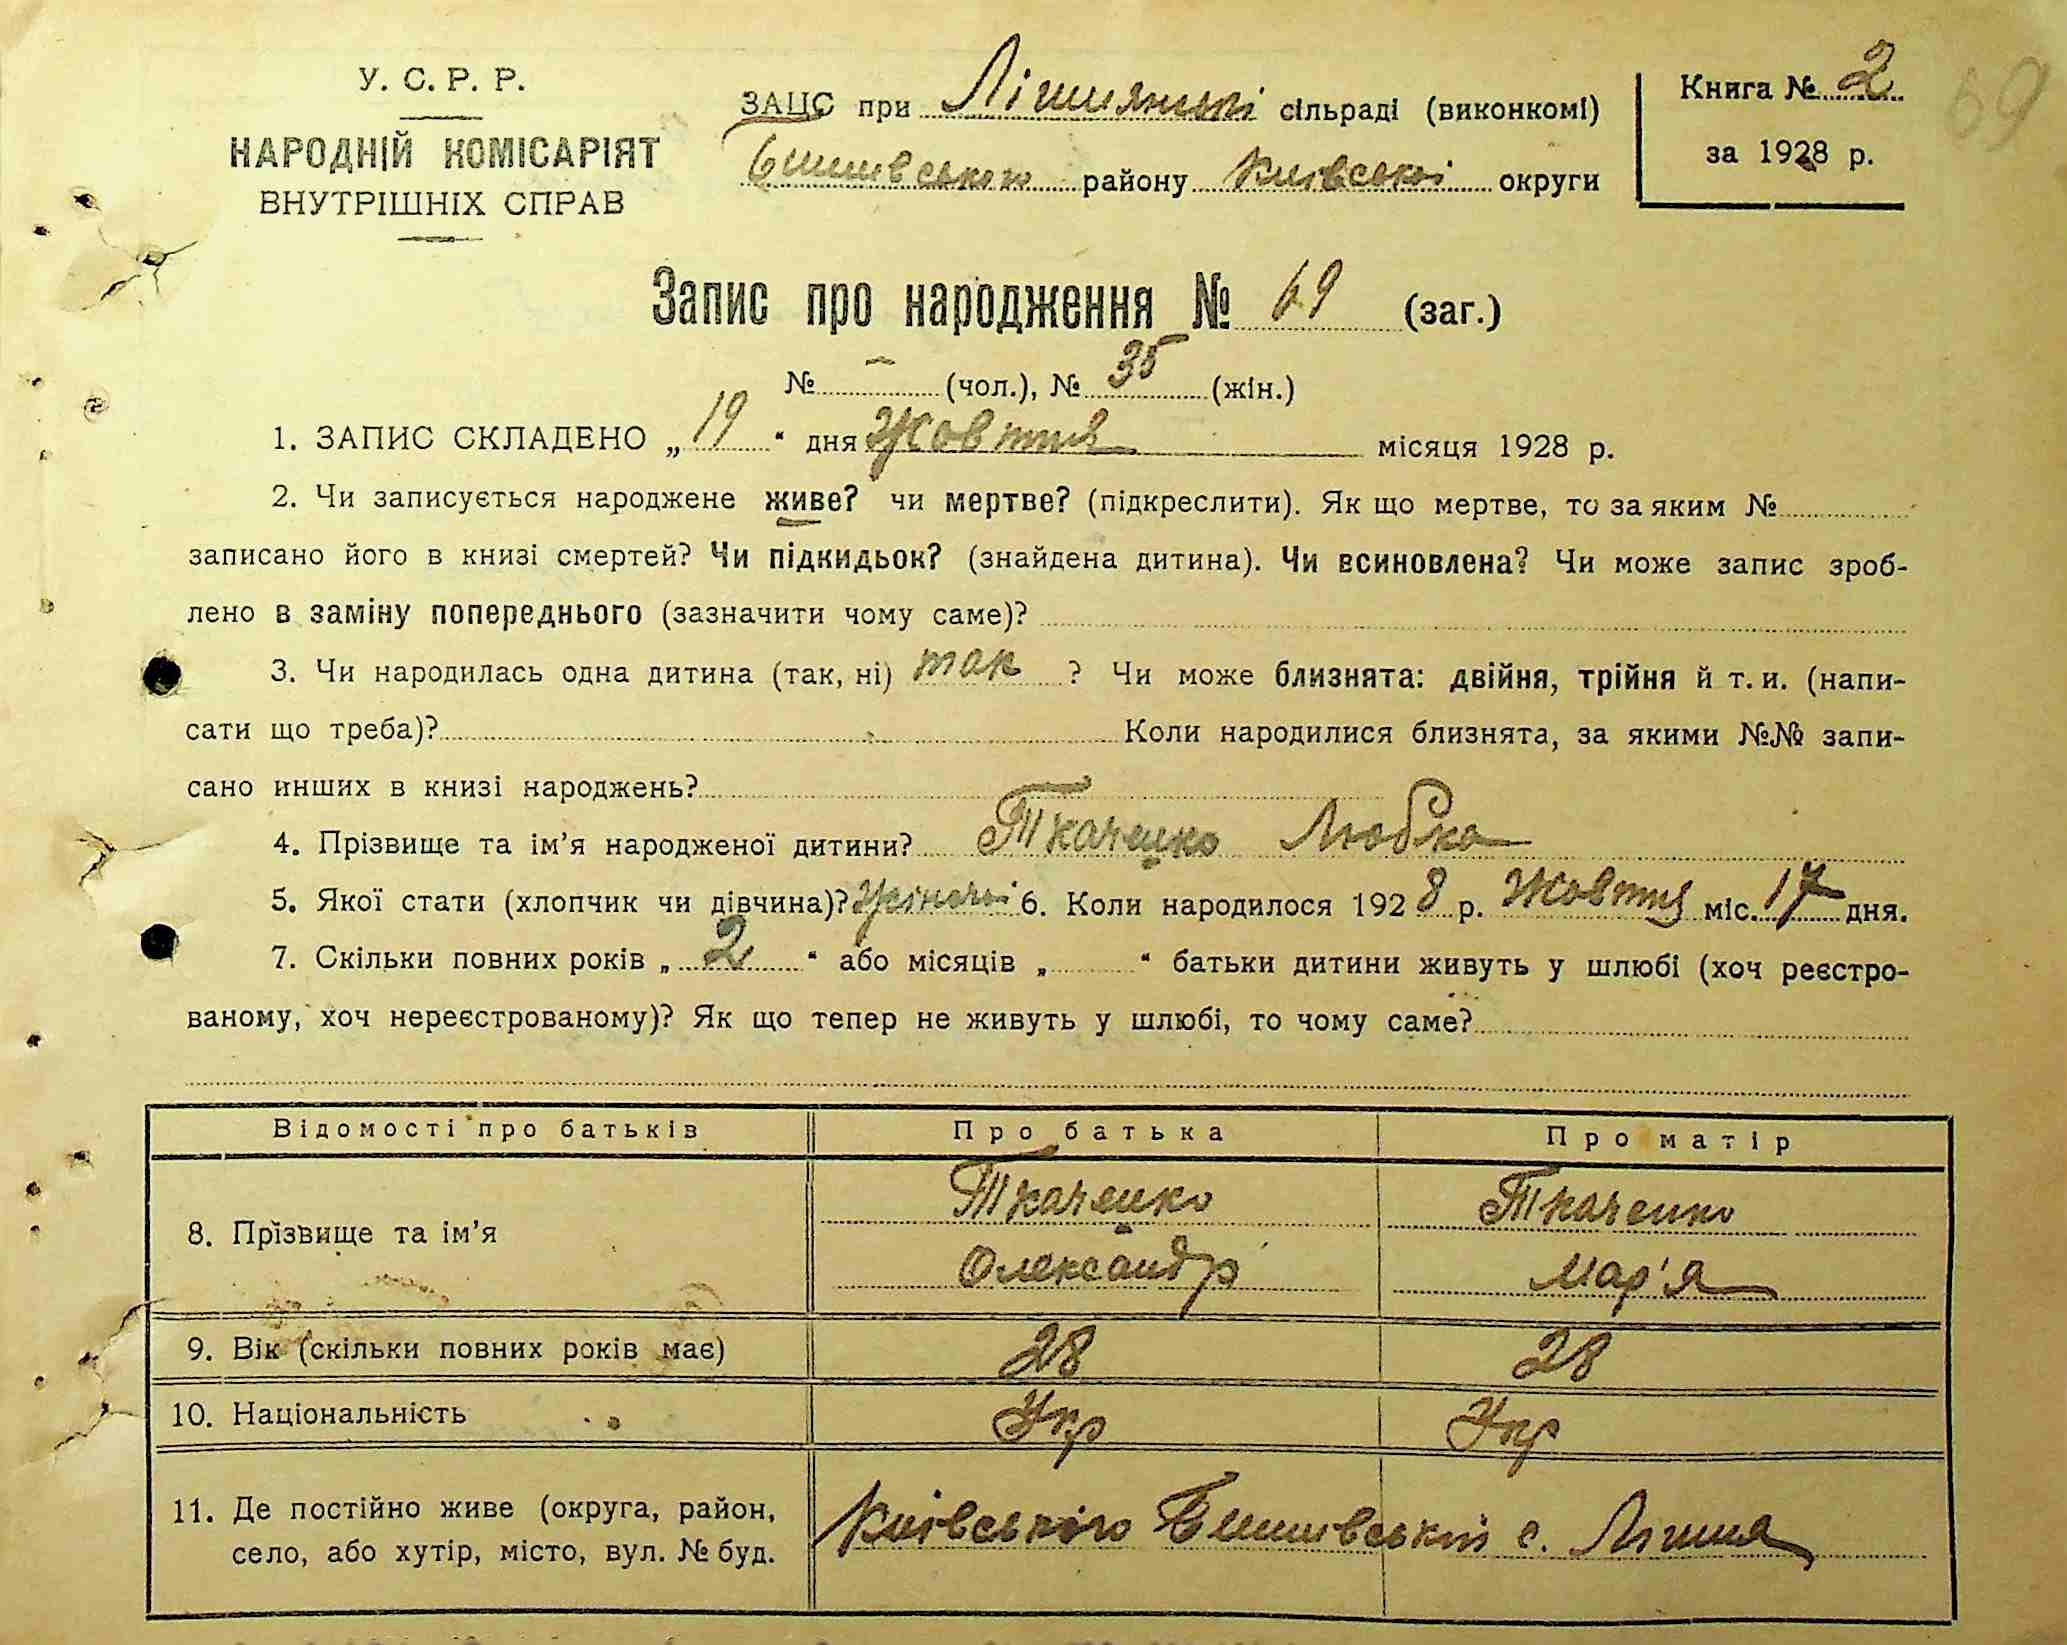 У. С. Р. Р.
НАРОДНІЙ КОМІСАРІЯТ
ВНУТРІШНІХ СПРАВ
ЗАЦС при Лішнянські сільраді (виконкомі)
Бишівського району Київської округи
Книга № 2
за 1928 р.
69
Запис про народження № 69 (заг.)
№ — (чол.), № 35 (жін.)
1. ЗАПИС СКЛАДЕНО „ 19 “ дня Жовтня місяця 1928 р.
2. Чи записується народжене живе? чи мертве? (підкреслити). Як що мертве, то за яким №
записано його в книзі смертей? Чи підкидьок? (знайдена дитина). Чи всиновлена? Чи може запис зроб-
лено в заміну попереднього (зазначити чому саме)?
3. Чи народилась одна дитина (так, ні) так ? Чи може близнята: двійня, трійня й т. и. (напи-
сати що треба)? Коли народилися близнята, за якими №№ запи-
сано инших в книзі народжень?
4. Прізвище та ім’я народженої дитини? Ткаченко Любка
5. Якої стати (хлопчик чи дівчина)? жіночі 6. Коли народилося 1928 р. Жовтня міс. 17 дня.
7. Скільки повних років „ 2 “ або місяців „ “ батьки дитини живуть у шлюбі (хоч реєстро-
ваному, хоч нереєстрованому)? Як що тепер не живуть у шлюбі, то чому саме?
Відомості про батьків Про батька Про матір
8. Прізвище та ім’я Ткаченко Олександр Ткаченко Мар'я
9. Вік (скільки повних років має) 28 28
10. Національність Укр Укр
11. Де постійно живе (округа, район,
село, або хутір, місто, вул. № буд. Київського Бишівський с. Лішня